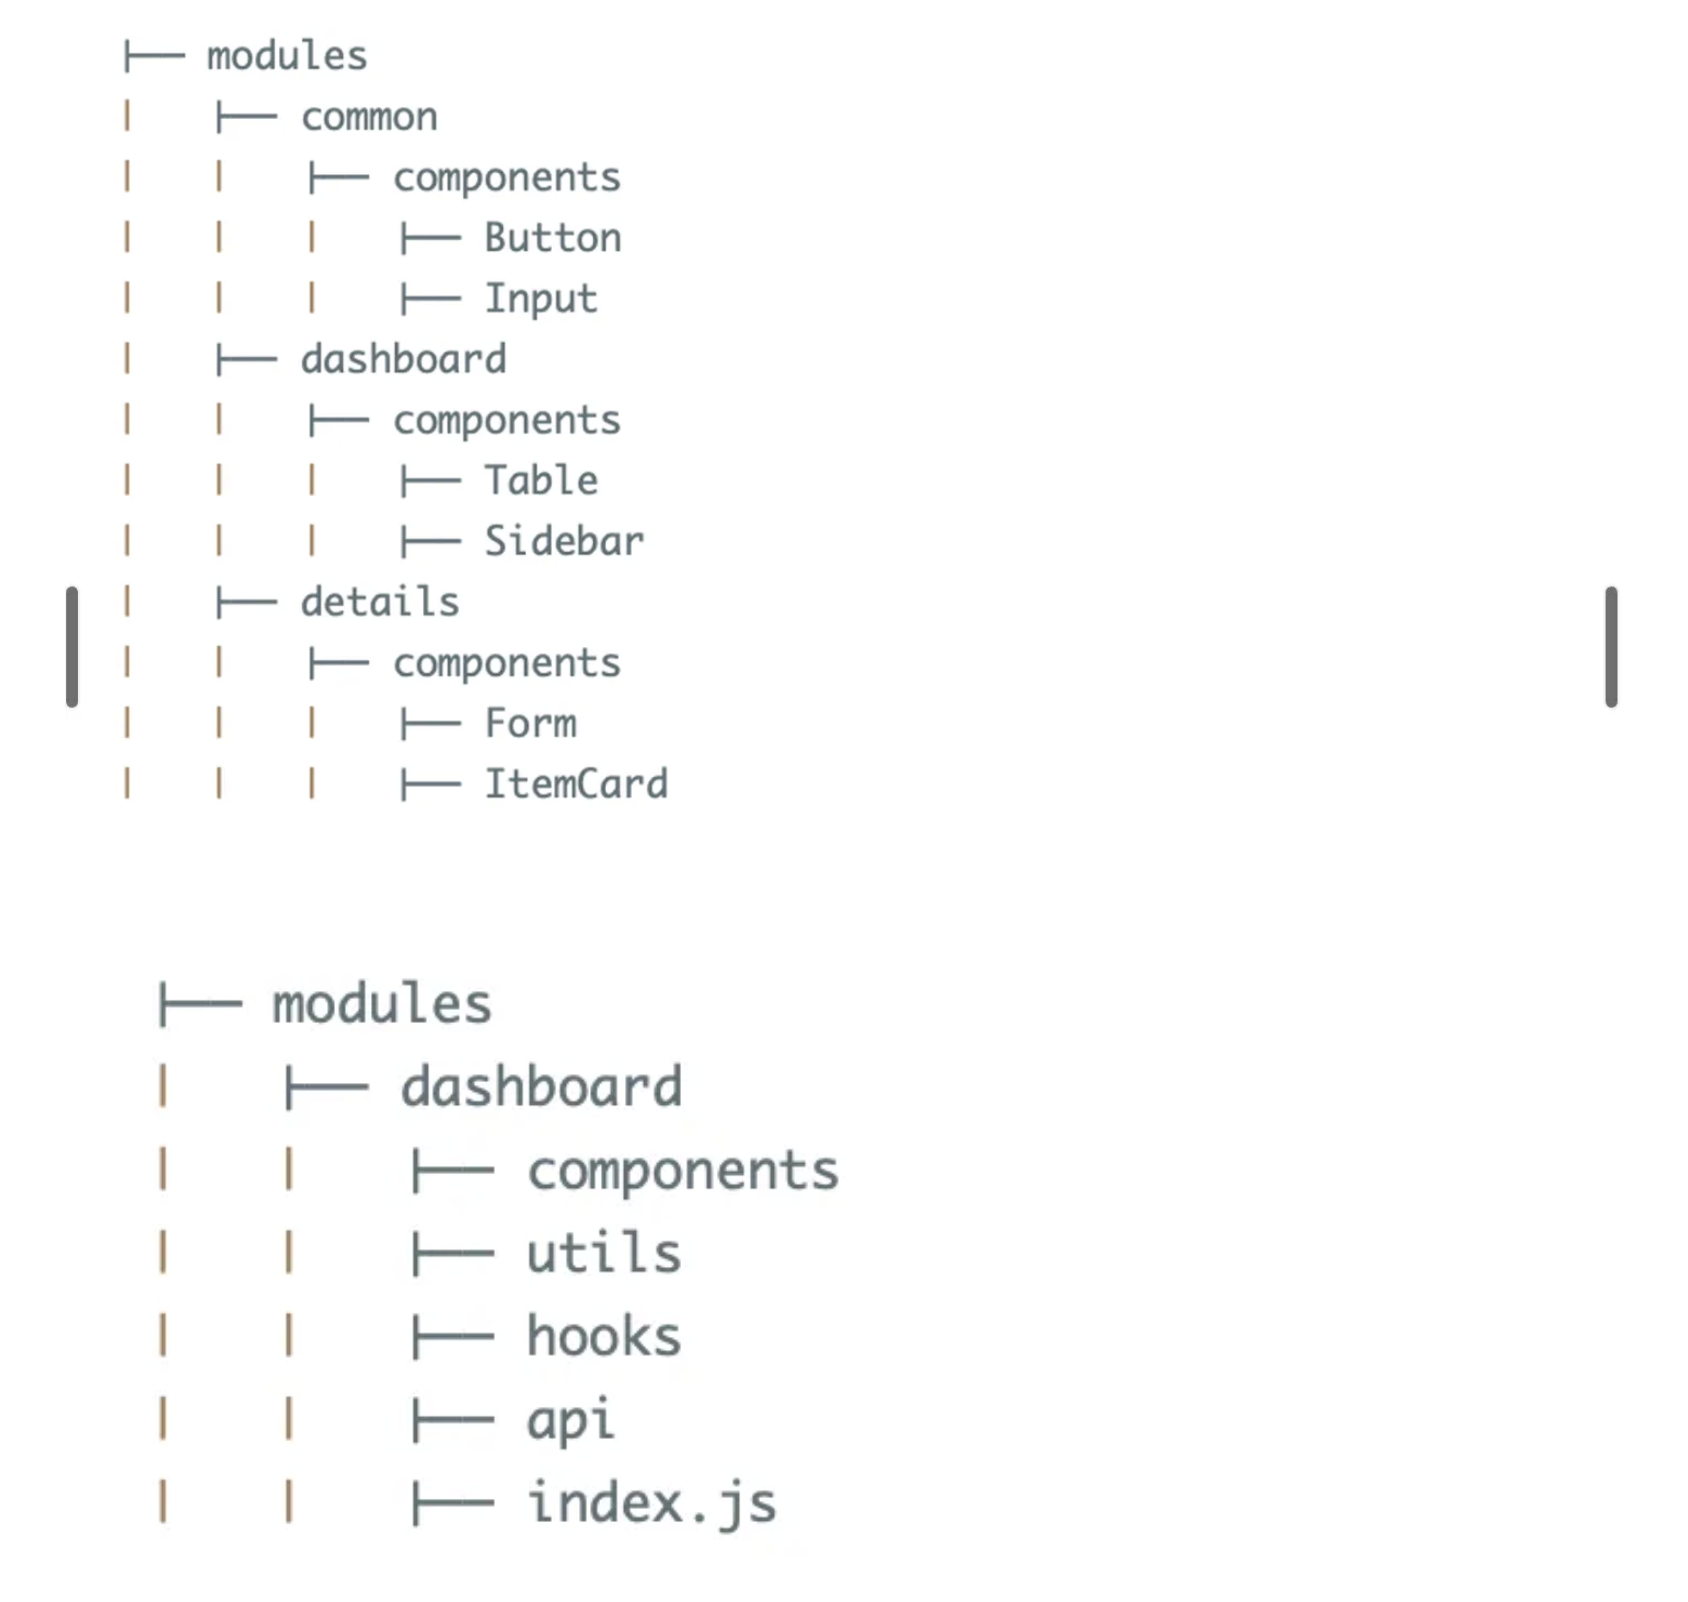 ├── modules
|   ├── common
|   |   ├── components
|   |   |   ├── Button
|   |   |   ├── Input
|   ├── dashboard
|   |   ├── components
|   |   |   ├── Table
|   |   |   ├── Sidebar
|   ├── details
|   |   ├── components
|   |   |   ├── Form
|   |   |   ├── ItemCard
├── modules
|   ├── dashboard
|   |   ├── components
|   |   ├── utils
|   |   ├── hooks
|   |   ├── api
|   |   ├── index.js